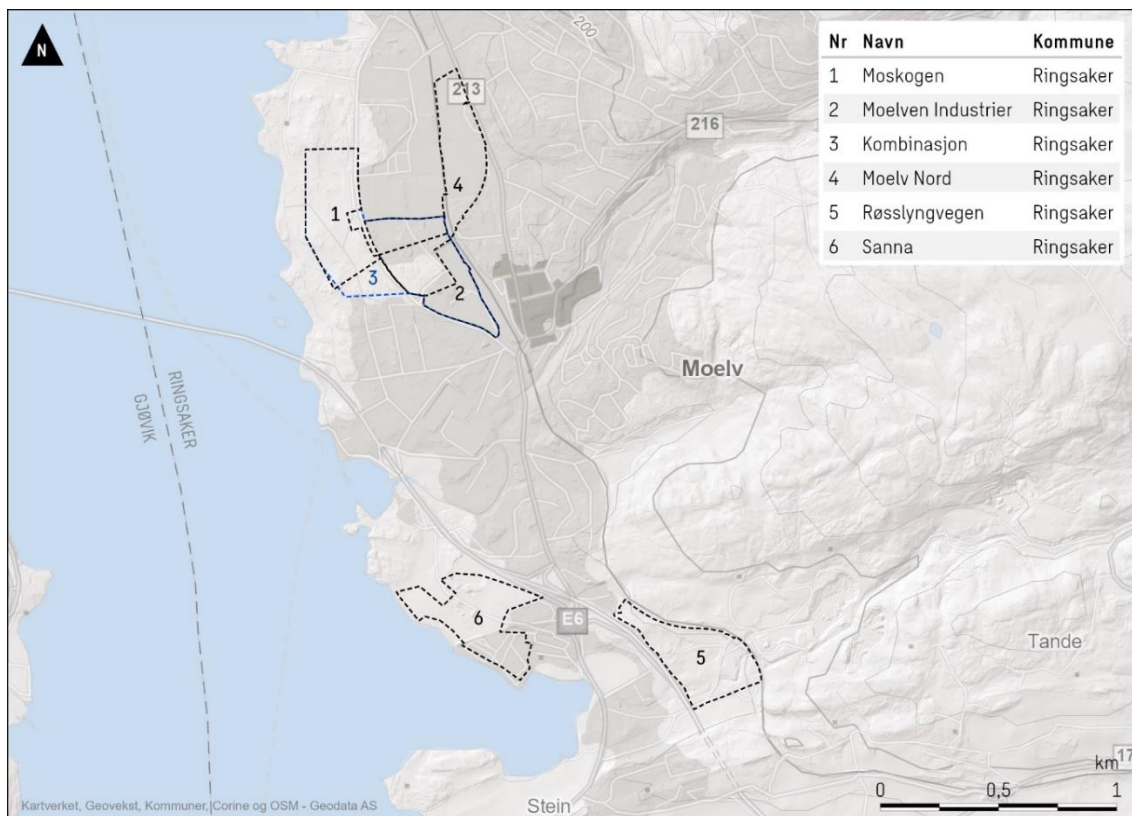 N
200
213
216
Nr Navn Kommune
1 Moskogen Ringsaker
2 Moelven Industrier Ringsaker
3 Kombinasjon Ringsaker
4 Moelv Nord Ringsaker
5 Røsslyngvegen Ringsaker
6 Sanna Ringsaker
4
1
3
2
Moelv
RINGSAKER
GJØVIK
6
E6
5
Tande
17
km
0 0,5 1
Stein
Kartverket, Geovekst, Kommuner, Corine og OSM - Geodata AS